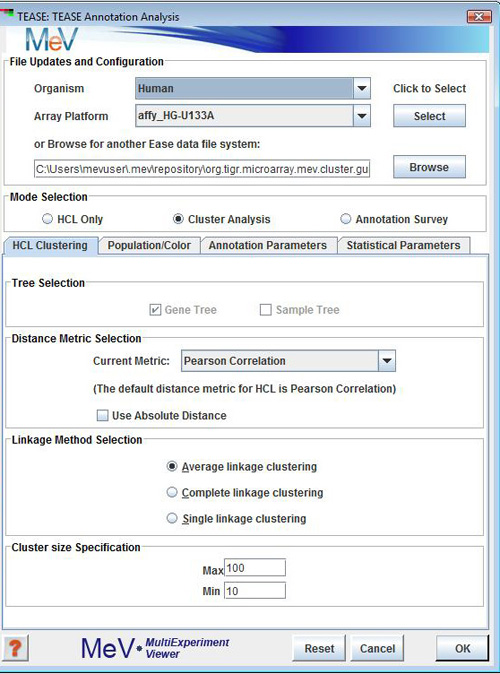 TEASE: TEASE Annotation Analysis
MeV
File Updates and Configuration
Organism Human Click to Select
Array Platform affy_HG-U133A Select
or Browse for another Ease data file system:
C:\Users\mevuser\.mev\repository\org.tigr.microarray.mev.cluster.gu Browse
Mode Selection
HCL Only Cluster Analysis Annotation Survey
HCL Clustering Population/Color Annotation Parameters Statistical Parameters
Tree Selection
Gene Tree Sample Tree
Distance Metric Selection
Current Metric: Pearson Correlation
(The default distance metric for HCL is Pearson Correlation)
Use Absolute Distance
Linkage Method Selection
Average linkage clustering
Complete linkage clustering
Single linkage clustering
Cluster size Specification
Max 100
Min 10
? MeV MultiExperiment Viewer Reset Cancel OK